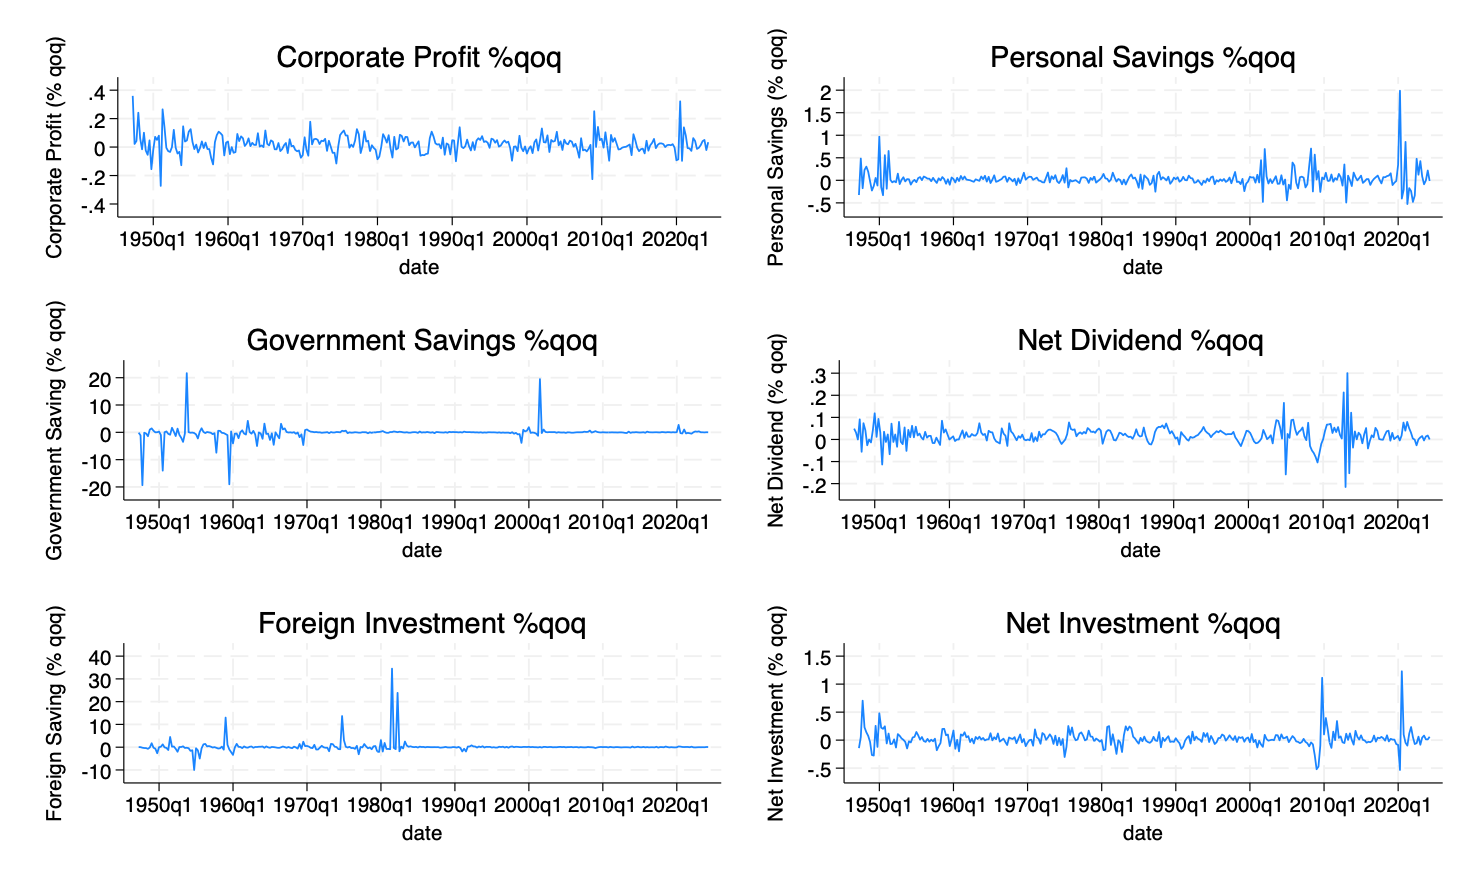 Corporate Profit %qoq
Corporate Profit (% qoq)
.4
.2
0
-.2
-.4
1950q1 1960q1 1970q1 1980q1 1990q1 2000q1 2010q1 2020q1
date
Personal Savings %qoq
Personal Savings (% qoq)
2
1.5
1
.5
0
-.5
1950q1 1960q1 1970q1 1980q1 1990q1 2000q1 2010q1 2020q1
date
Government Savings %qoq
Government Saving (% qoq)
20
10
0
-10
-20
1950q1 1960q1 1970q1 1980q1 1990q1 2000q1 2010q1 2020q1
date
Net Dividend %qoq
Net Dividend (% qoq)
.3
.2
.1
0
-.1
-.2
1950q1 1960q1 1970q1 1980q1 1990q1 2000q1 2010q1 2020q1
date
Foreign Investment %qoq
Foreign Saving (% qoq)
40
30
20
10
0
-10
1950q1 1960q1 1970q1 1980q1 1990q1 2000q1 2010q1 2020q1
date
Net Investment %qoq
Net Investment (% qoq)
1.5
1
.5
0
-.5
1950q1 1960q1 1970q1 1980q1 1990q1 2000q1 2010q1 2020q1
date